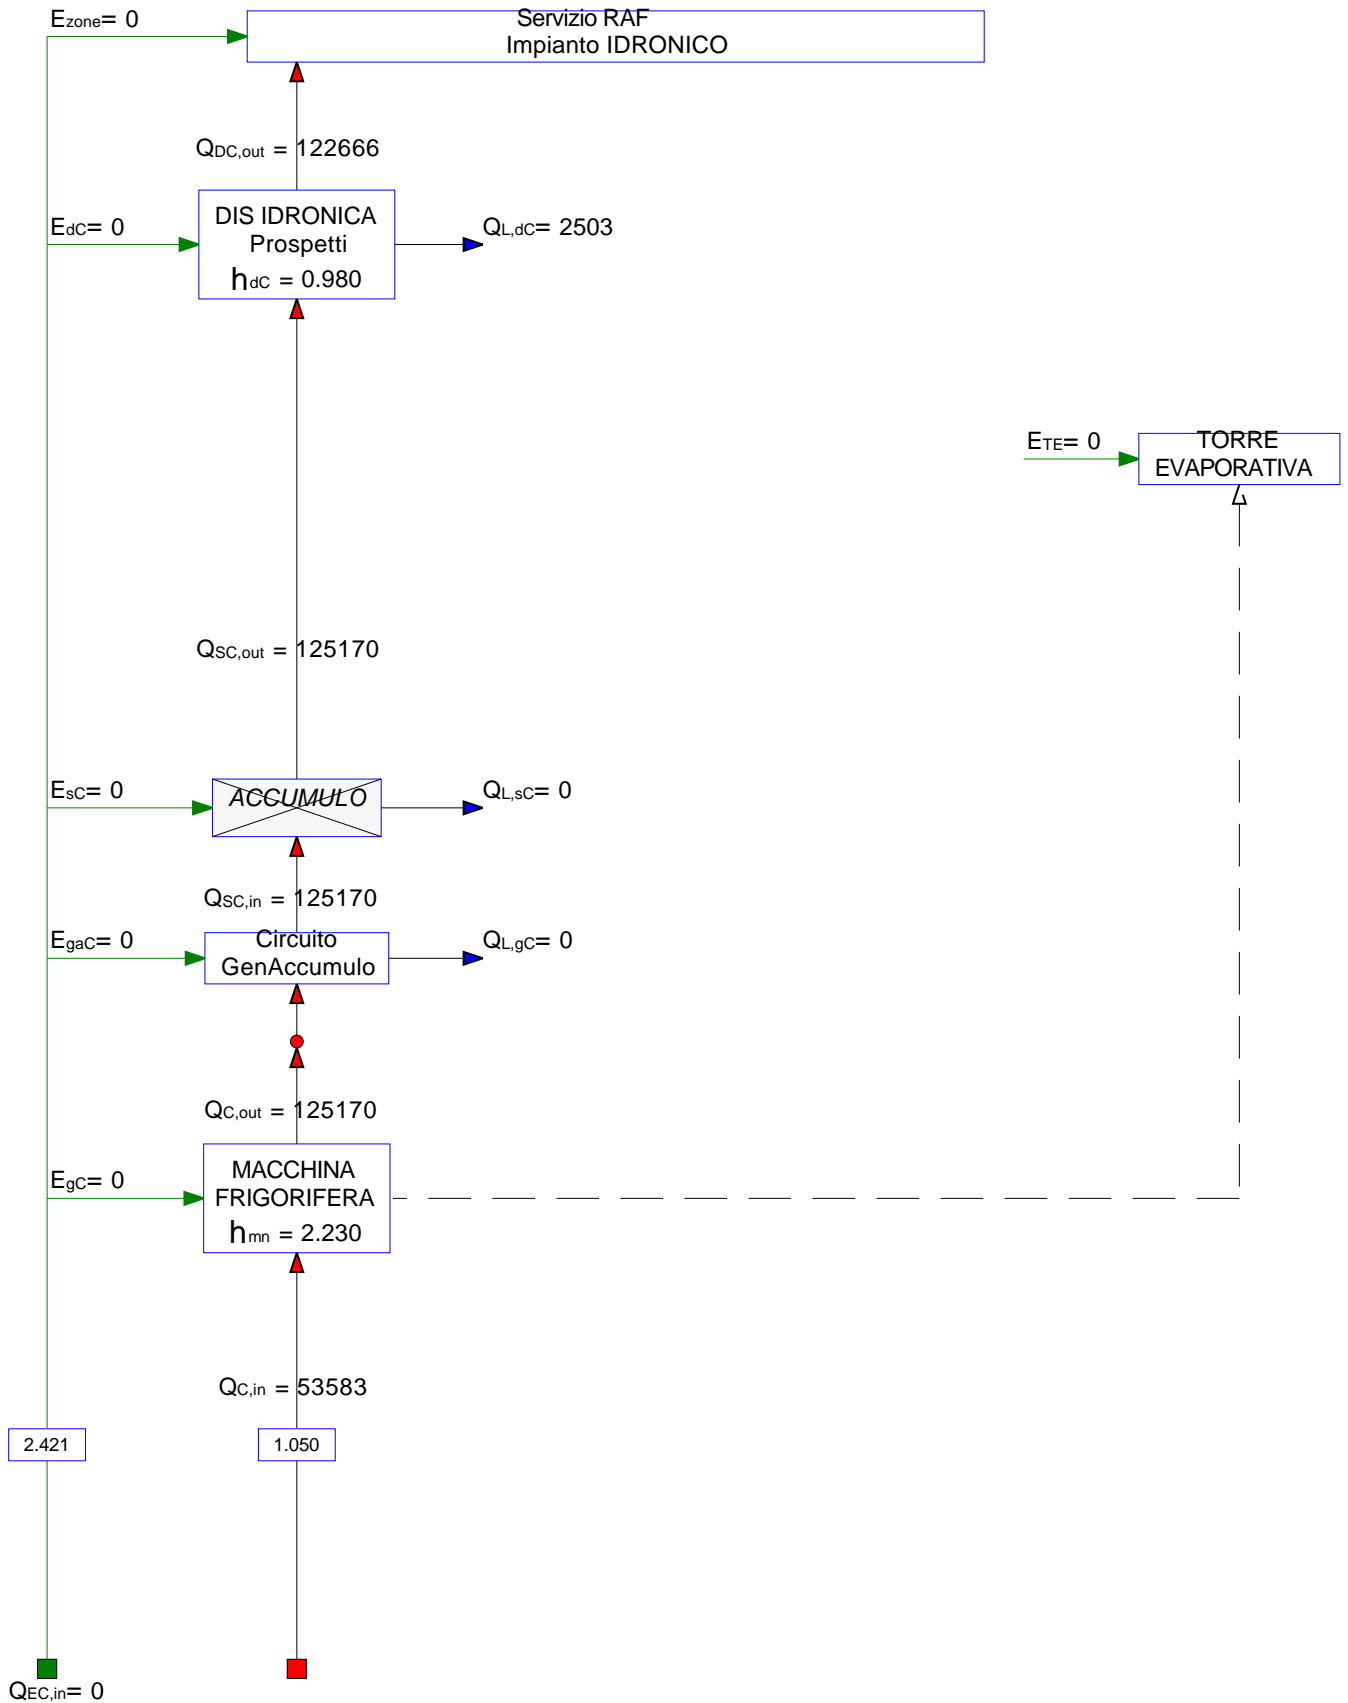 Ezone= 0
Servizio RAF
Impianto IDRONICO
QDC,out = 122666
EdC= 0
DIS IDRONICA
Prospetti
hdC = 0.980
QL,dC= 2503
ETE= 0
TORRE
EVAPORATIVA
QSC,out = 125170
EsC= 0
ACCUMULO
QL,sC= 0
QSC,in = 125170
EgaC= 0
Circuito
GenAccumulo
QL,gC= 0
QC,out = 125170
EgC= 0
MACCHINA
FRIGORIFERA
hmn = 2.230
QC,in = 53583
2.421
1.050
QEC,in= 0